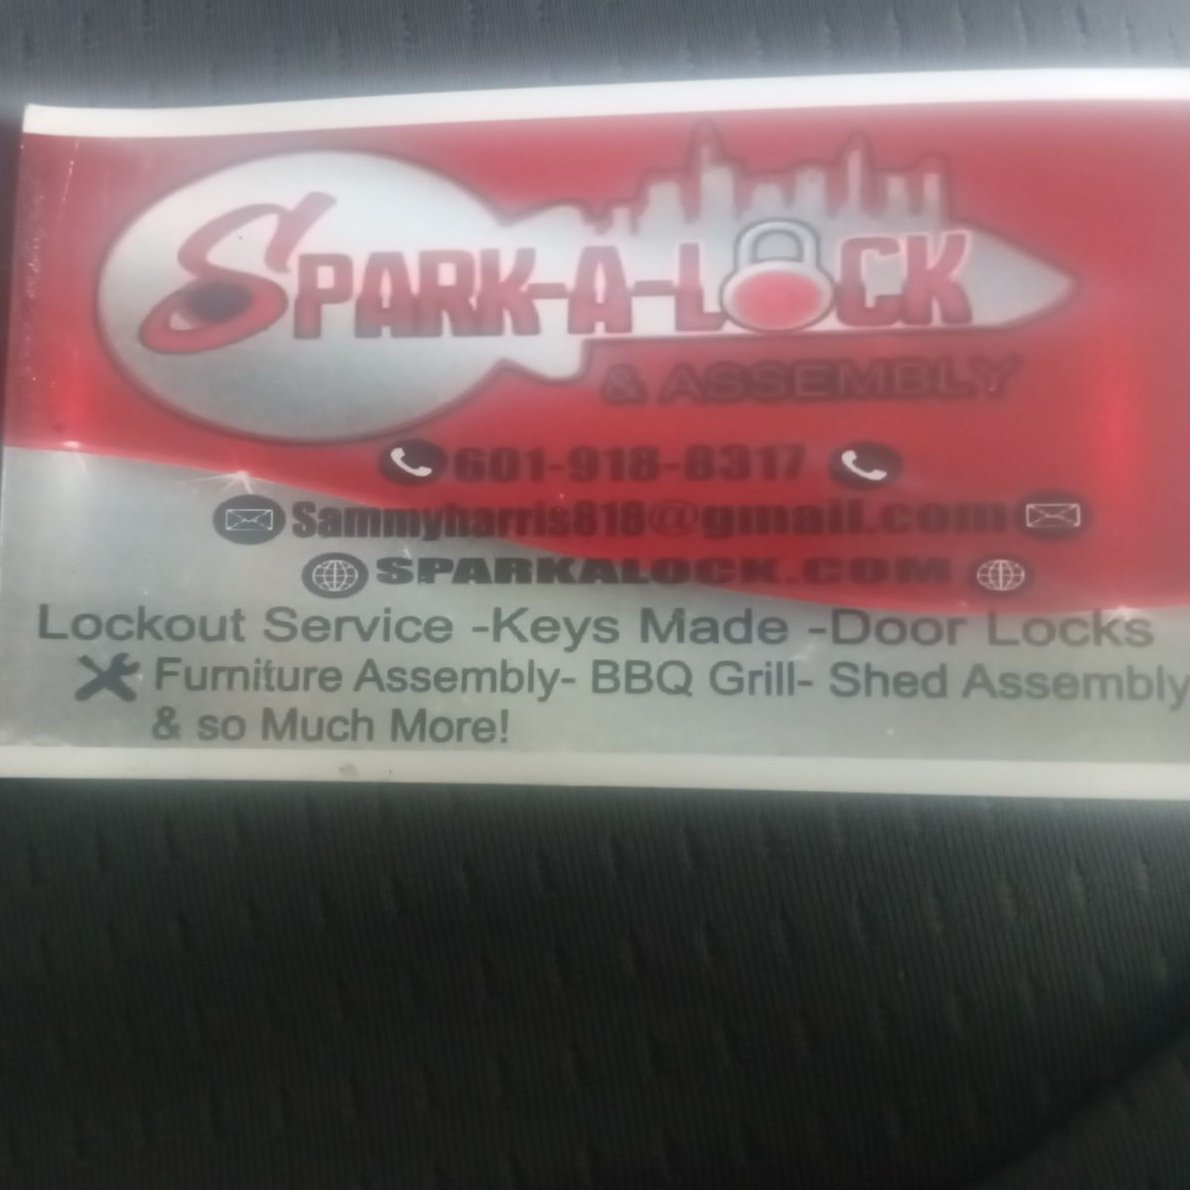 SPARK-A-LOCK
& ASSEMBLY
601-918-8317
Sammyharris818@gmail.com
SPARKALOCK.COM
Lockout Service -Keys Made -Door Locks
Furniture Assembly- BBQ Grill- Shed Assembly
& so Much More!